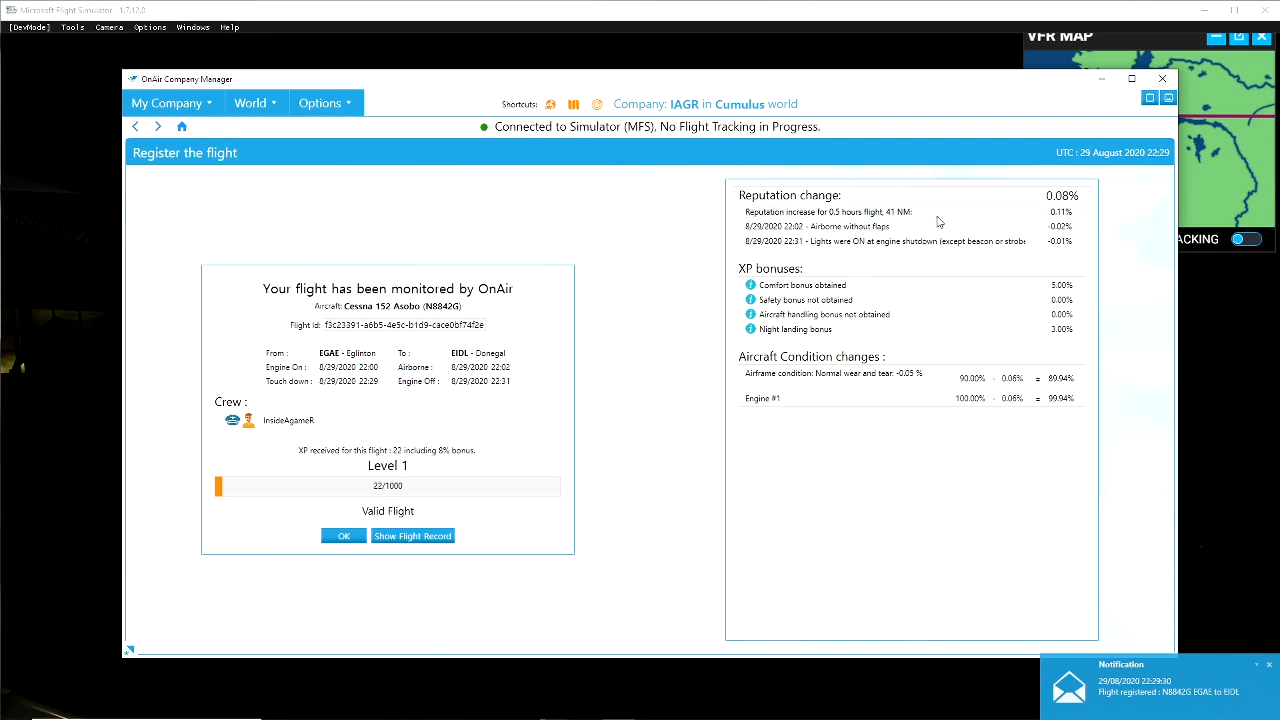 Microsoft Flight Simulator - 1.7.12.0
[DevMode] Tools Camera Options Windows Help
VFR MAP
OnAir Company Manager
My Company World Options
Shortcuts: Company: IAGR in Cumulus world
Connected to Simulator (MFS), No Flight Tracking in Progress.
Register the flight
UTC : 29 August 2020 22:29
ACKING
Your flight has been monitored by OnAir
Aircraft: Cessna 152 Asobo (N8842G)
Flight Id: f3c23391-a6b5-4e5c-b1d9-cace0bf74f2e
From : EGAE - Eglinton To : EIDL - Donegal
Engine On : 8/29/2020 22:00 Airborne : 8/29/2020 22:02
Touch down : 8/29/2020 22:29 Engine Off : 8/29/2020 22:31
Crew :
InsideAgameR
XP received for this flight : 22 including 8% bonus.
Level 1
22/1000
Valid Flight
OK Show Flight Record
Reputation change: 0.08%
Reputation increase for 0.5 hours flight, 41 NM: 0.11%
8/29/2020 22:02 - Airborne without flaps -0.02%
8/29/2020 22:31 - Lights were ON at engine shutdown (except beacon or strobe -0.01%
XP bonuses:
Comfort bonus obtained 5.00%
Safety bonus not obtained 0.00%
Aircraft handling bonus not obtained 0.00%
Night landing bonus 3.00%
Aircraft Condition changes :
Airframe condition: Normal wear and tear: -0.05 %
90.00% - 0.06% = 89.94%
Engine #1 100.00% - 0.06% = 99.94%
Notification
29/08/2020 22:29:30
Flight registered : N8842G EGAE to EIDL